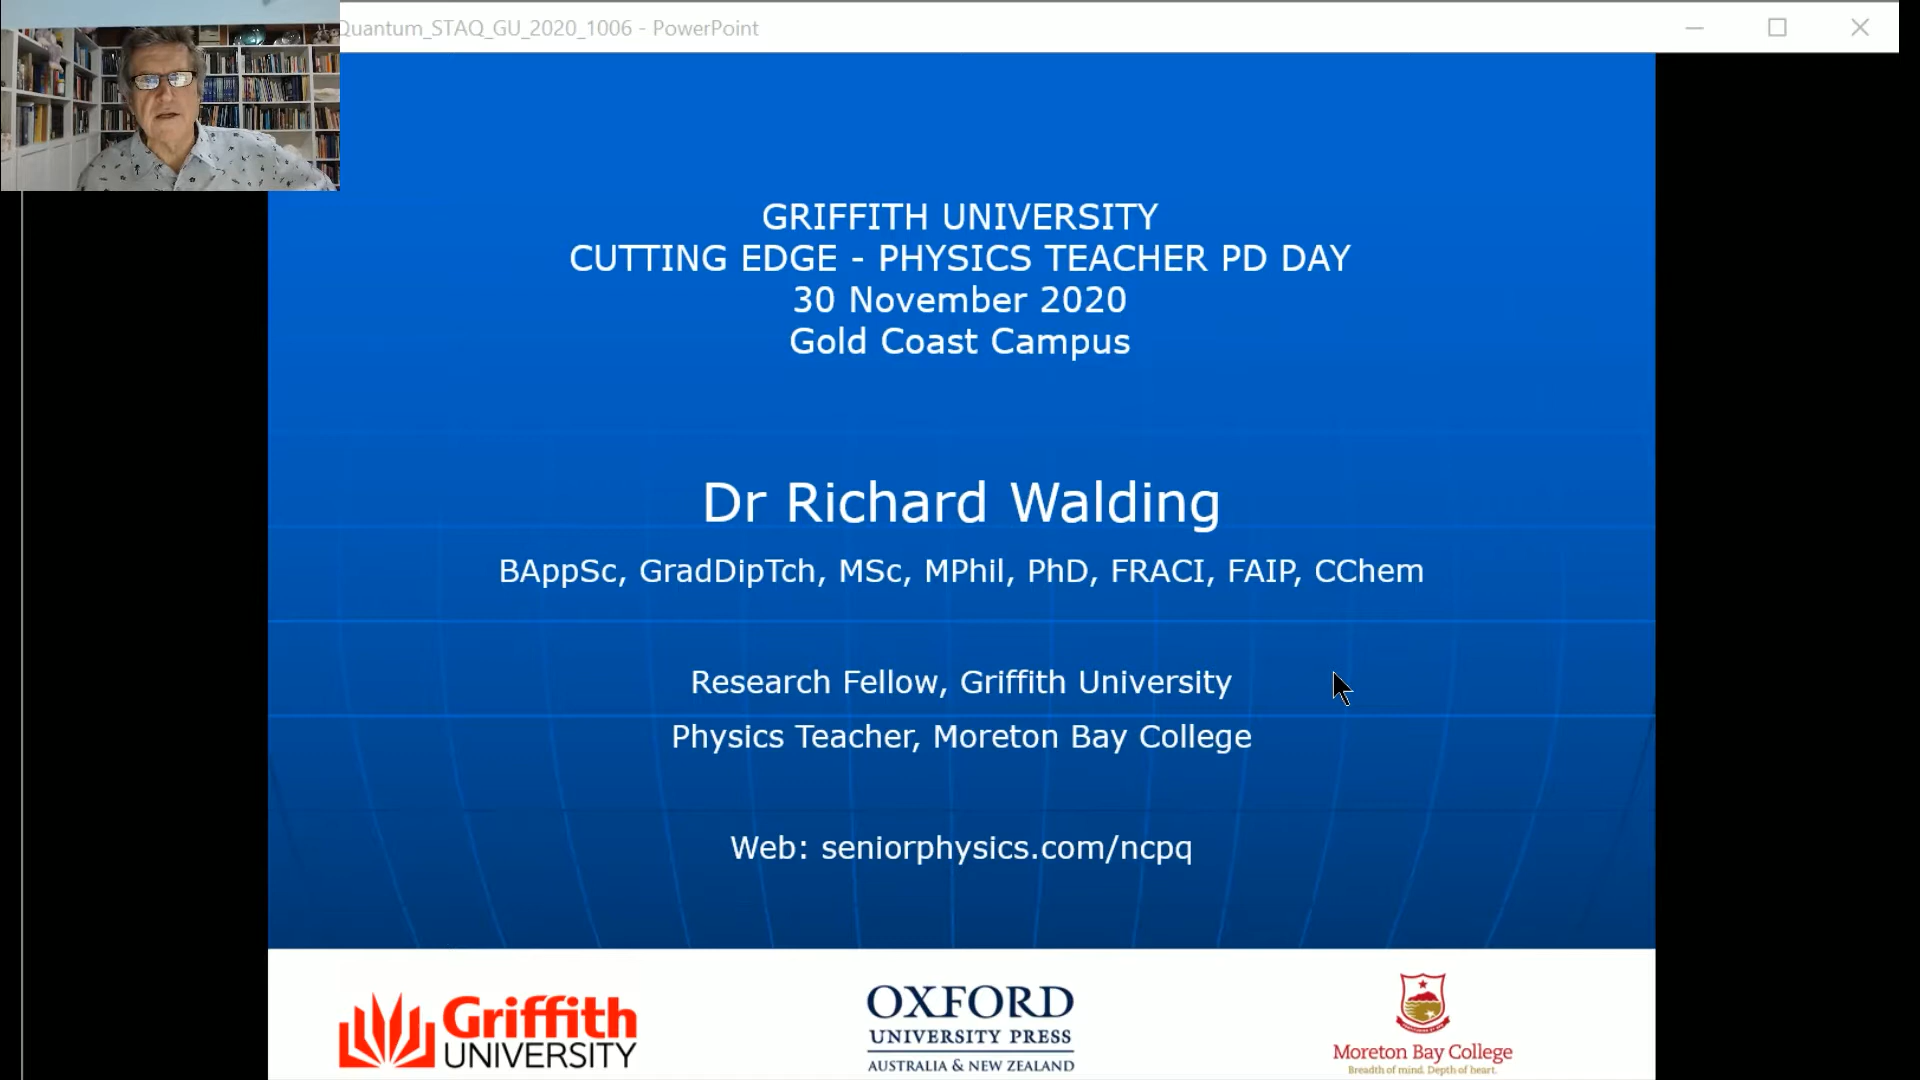 Quantum_STAQ_GU_2020_1006 - PowerPoint
GRIFFITH UNIVERSITY
CUTTING EDGE - PHYSICS TEACHER PD DAY
30 November 2020
Gold Coast Campus
Dr Richard Walding
BAppSc, GradDipTch, MSc, MPhil, PhD, FRACI, FAIP, CChem
Research Fellow, Griffith University
Physics Teacher, Moreton Bay College
Web: seniorphysics.com/ncpq
Griffith
UNIVERSITY
OXFORD
UNIVERSITY PRESS
AUSTRALIA & NEW ZEALAND
Moreton Bay College
Breadth of mind. Depth of heart.